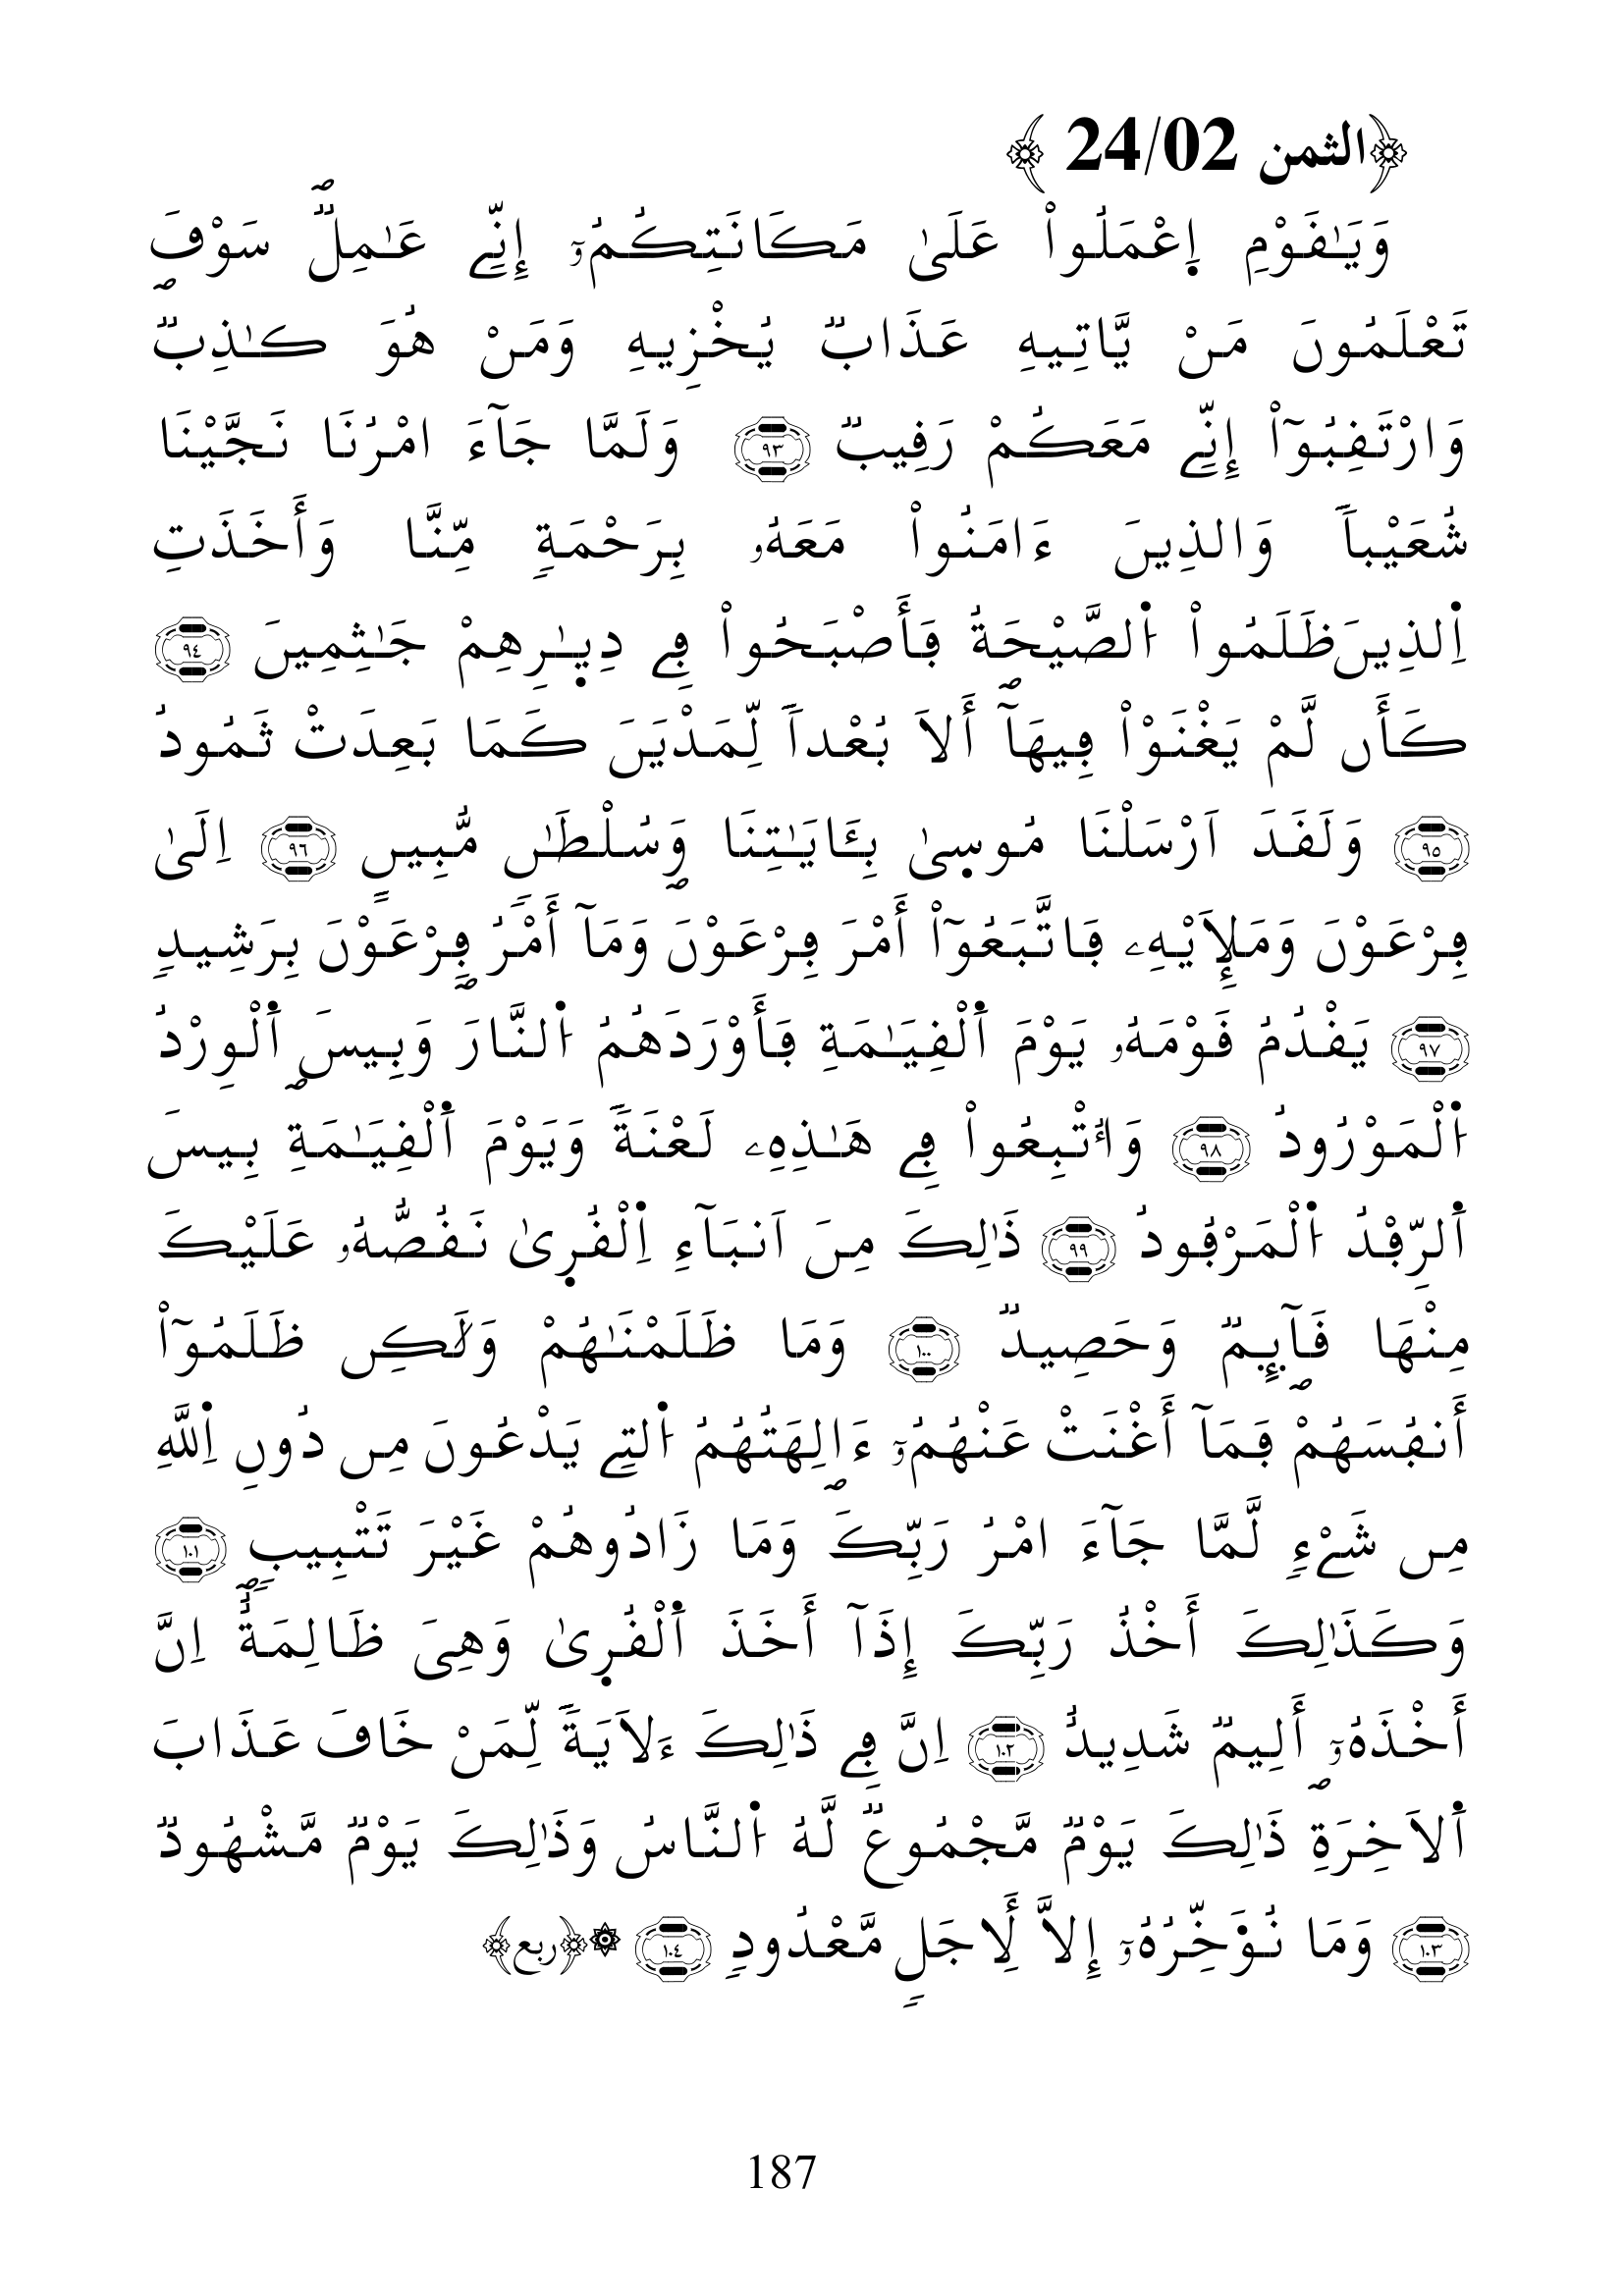 ﴿الثمن 24/02 ﴾
وَيَٰقَوْمِ اِ۪عْمَلُواْ عَلَىٰ مَكَانَتِكُمُۥٓ إِنِّے عَٰمِلٞۖ سَوْفَ
تَعْلَمُونَۖ مَنْ يَّاتِيهِ عَذَابٞ يُخْزِيهِ وَمَنْ هُوَ كَٰذِبٞ
وَارْتَقِبُوٓاْ إِنِّے مَعَكُمْ رَقِيبٞ ۝٩٣ وَلَمَّا جَآءَ امْرُنَا نَجَّيْنَا
شُعَيْباٗ وَالذِينَ ءَامَنُواْ مَعَهُۥ بِرَحْمَةٖ مِّنَّا وَأَخَذَتِ
اِ۬لذِينَ ظَلَمُواْ اُ۬لصَّيْحَةُ فَأَصْبَحُواْ فِے دِيٰ۪رِهِمْ جَٰثِمِينَ ۝٩٤
كَأَن لَّمْ يَغْنَوْاْ فِيهَآۖ أَلَا بُعْداٗ لِّمَدْيَنَ كَمَا بَعِدَتْ ثَمُودُ
۝٩٥ وَلَقَدَ اَرْسَلْنَا مُوس۪يٰ بِـَٔايَٰتِنَا وَسُلْطَٰنٖ مُّبِينٍ ۝٩٦ اِلَىٰ
فِرْعَوْنَ وَمَلَإِيْهِۦ فَاتَّبَعُوٓاْ أَمْرَ فِرْعَوْنَۖ وَمَآ أَمْرُ فِرْعَوْنَ بِرَشِيدٖۖ
۝٩٧ يَقْدُمُ قَوْمَهُۥ يَوْمَ اَ۬لْقِيَٰمَةِ فَأَوْرَدَهُمُ اُ۬لنَّارَۖ وَبِيسَ اَ۬لْوِرْدُ
اُ۬لْمَوْرُودُ ۝٩٨ وَأُتْبِعُواْ فِے هَٰذِهِۦ لَعْنَةٗ وَيَوْمَ اَ۬لْقِيَٰمَةِۖ بِيسَ
اَ۬لرِّفْدُ اُ۬لْمَرْفُودُ ۝٩٩ ذَٰلِكَ مِنَ اَنۢبَآءِ اِ۬لْقُر۪يٰ نَقُصُّهُۥ عَلَيْكَ
مِنْهَا قَآئِمٞ وَحَصِيدٞ ۝١٠٠ وَمَا ظَلَمْنَٰهُمْ وَلَٰكِن ظَلَمُوٓاْ
أَنفُسَهُمْۖ فَمَآ أَغْنَتْ عَنْهُمُۥٓ ءَالِهَتُهُمُ اُ۬لتِے يَدْعُونَ مِن دُونِ اِ۬للَّهِ
مِن شَےْءٖ لَّمَّا جَآءَ امْرُ رَبِّكَۖ وَمَا زَادُوهُمْ غَيْرَ تَتْبِيبٖ ۝١٠١
وَكَذَٰلِكَ أَخْذُ رَبِّكَ إِذَآ أَخَذَ اَ۬لْقُر۪يٰ وَهِيَ ظَٰلِمَةٌۖ اِنَّ
أَخْذَهُۥٓ أَلِيمٞ شَدِيدٌ ۝١٠٢ اِنَّ فِے ذَٰلِكَ ءَلَايَةٗ لِّمَنْ خَافَ عَذَابَ
اَ۬لَاخِرَةِۖ ذَٰلِكَ يَوْمٞ مَّجْمُوعٞ لَّهُ اُ۬لنَّاسُ وَذَٰلِكَ يَوْمٞ مَّشْهُودٞ
۝١٠٣ وَمَا نُؤَخِّرُهُۥٓ إِلَّا لِأَجَلٖ مَّعْدُودٖ ۝١٠٤ ۞﴿ربع﴾
187